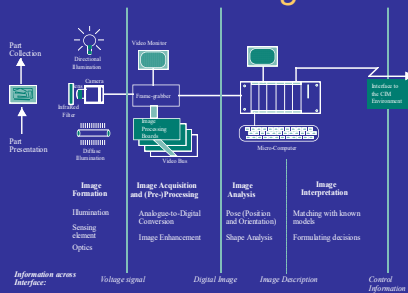 Part
Collection
Directional
Illumination
Video Monitor
Camera
Infrared
Filter
Frame-grabber
Interface to
the CIM
Environment
Image
Processing
Boards
Part
Presentation
Diffuse
Illumination
Video Bus
Micro-Computer
Image
Formation
Image Acquisition
and (Pre-)Processing
Image
Analysis
Image
Interpretation
Illumination
Sensing
element
Optics
Analogue-to-Digital
Conversion
Image Enhancement
Pose (Position
and Orientation)
Shape Analysis
Matching with known
models
Formulating decisions
Information across
Interface:
Voltage signal
Digital Image
Image Description
Control
Information